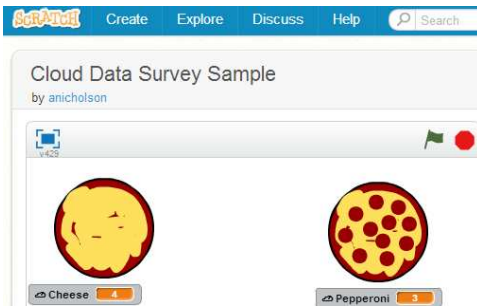 SCRATCH Create Explore Discuss Help Search
Cloud Data Survey Sample
by anicholson
v429
Cheese 4
Pepperoni 3